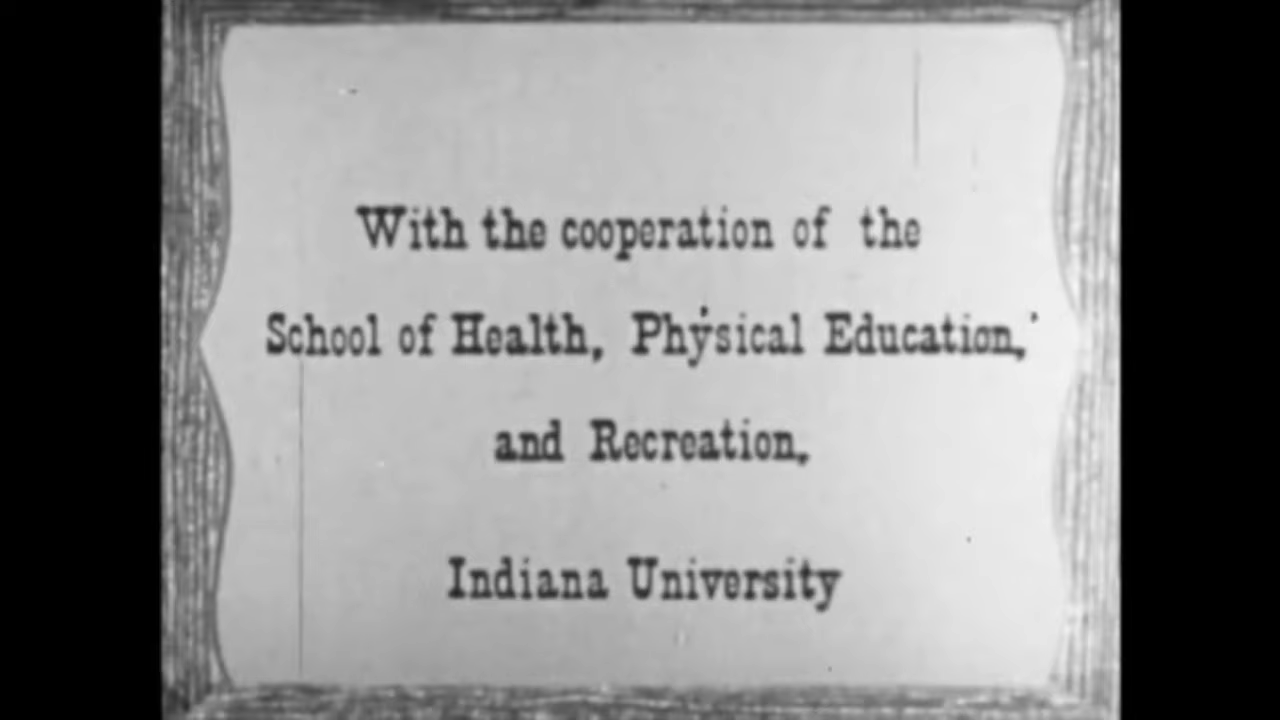 With the cooperation of the
School of Health, Physical Education,
and Recreation,
Indiana University